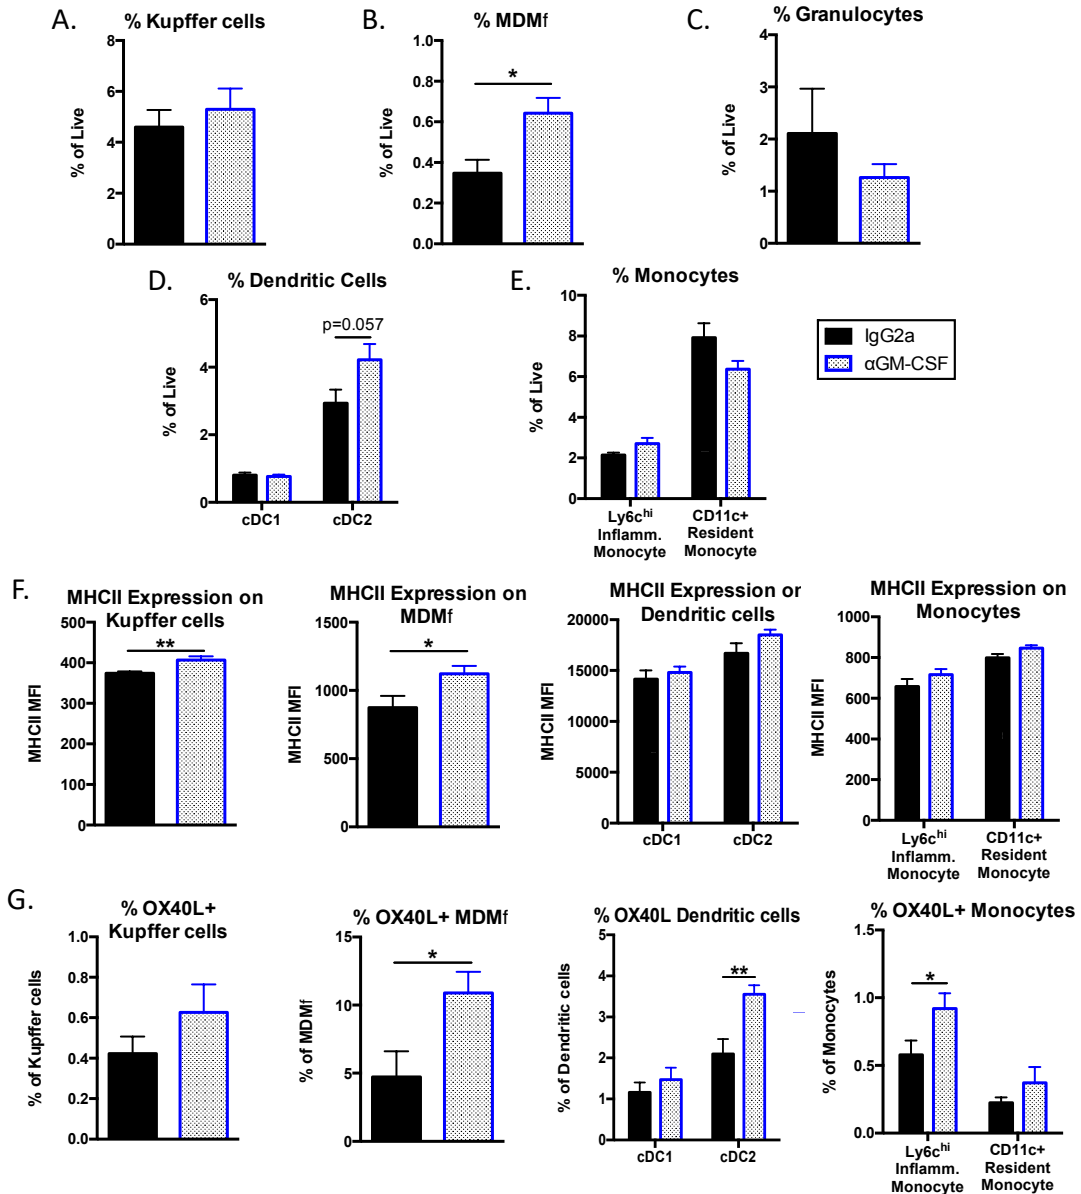 A.
% Kupffer cells
% of Live
8
6
4
2
0
B.
% MDMf
% of Live
1.0
0.8
0.6
0.4
0.2
0.0
*
C.
% Granulocytes
% of Live
4
3
2
1
0
D.
% Dendritic Cells
% of Live
6
4
2
0
p=0.057
cDC1
cDC2
E.
% Monocytes
% of Live
10
8
6
4
2
0
Ly6c^hi
Inflamm.
Monocyte
CD11c+
Resident
Monocyte
IgG2a
αGM-CSF
F.
MHCII Expression on
Kupffer cells
MHCII MFI
500
400
300
200
100
0
**
MHCII Expression on
MDMf
MHCII MFI
1500
1000
500
0
*
MHCII Expression or
Dendritic cells
MHCII MFI
20000
15000
10000
5000
0
cDC1
cDC2
MHCII Expression on
Monocytes
MHCII MFI
1000
800
600
400
200
0
Ly6c^hi
Inflamm.
Monocyte
CD11c+
Resident
Monocyte
G.
% OX40L+
Kupffer cells
% of Kupffer cells
1.0
0.8
0.6
0.4
0.2
0.0
% OX40L+ MDMf
% of MDMf
15
10
5
0
*
% OX40L Dendritic cells
% of Dendritic cells
5
4
3
2
1
0
**
cDC1
cDC2
% OX40L+ Monocytes
% of Monocytes
1.5
1.0
0.5
0.0
*
Ly6c^hi
Inflamm.
Monocyte
CD11c+
Resident
Monocyte